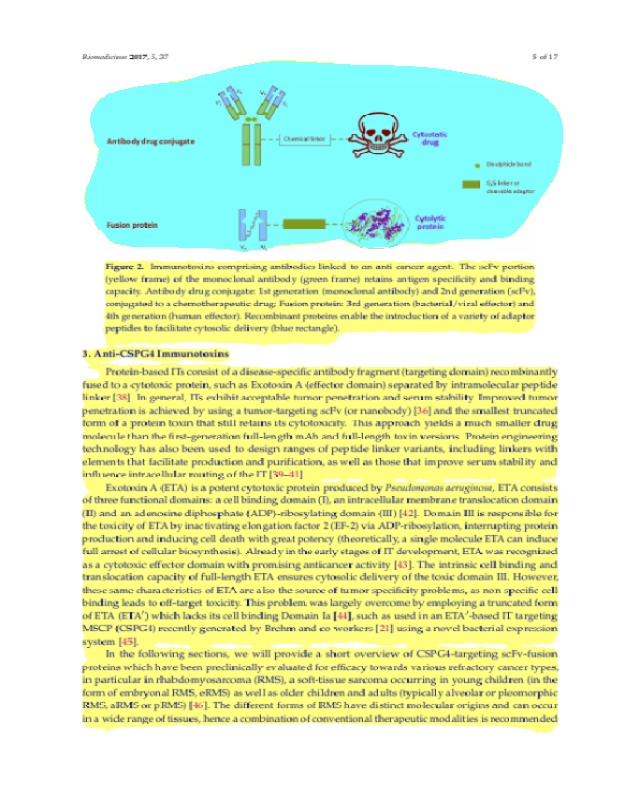 Biomedicines 2017, 5, 37
5 of 17
Antibody drug conjugate
Chemical linker
Cytostatic
drug
Disulphide bond
G4S linker or
cleavable adaptor
Fusion protein
Cytolytic
protein
Figure 2. Immunotoxins comprising antibodies linked to an anti cancer agent. The scFv portion
(yellow frame) of the monoclonal antibody (green frame) retains antigen specificity and binding
capacity. Antibody drug conjugate: 1st generation (monoclonal antibody) and 2nd generation (scFv),
conjugated to a chemotherapeutic drug; Fusion protein: 3rd generation (bacterial/viral effector) and
4th generation (human effector). Recombinant proteins enable the introduction of a variety of adaptor
peptides to facilitate cytosolic delivery (blue rectangle).
3. Anti-CSPG4 Immunotoxins
Protein-based ITs consist of a disease-specific antibody fragment (targeting domain) recombinantly
fused to a cytotoxic protein, such as Exotoxin A (effector domain) separated by intramolecular peptide
linker [38]. In general, ITs exhibit acceptable tumor penetration and serum stability. Improved tumor
penetration is achieved by using a tumor-targeting scFv (or nanobody) [36] and the smallest truncated
form of a protein toxin that still retains its cytotoxicity. This approach yields a much smaller drug
molecule than the first-generation full-length mAb and full-length toxin versions. Protein engineering
technology has also been used to design ranges of peptide linker variants, including linkers with
elements that facilitate production and purification, as well as those that improve serum stability and
influence intracellular routing of the IT [39–41]
Exotoxin A (ETA) is a potent cytotoxic protein produced by Pseudomonas aeruginosa, ETA consists
of three functional domains: a cell binding domain (I), an intracellular membrane translocation domain
(II) and an adenosine diphosphate (ADP)-ribosylating domain (III) [42]. Domain III is responsible for
the toxicity of ETA by inactivating elongation factor 2 (EF-2) via ADP-ribosylation, interrupting protein
production and inducing cell death with great potency (theoretically, a single molecule ETA can induce
full arrest of cellular biosynthesis). Already in the early stages of IT development, ETA was recognized
as a cytotoxic effector domain with promising anticancer activity [43]. The intrinsic cell binding and
translocation capacity of full-length ETA ensures cytosolic delivery of the toxic domain III. However,
these same characteristics of ETA are also the source of tumor specificity problems, as non specific cell
binding leads to off-target toxicity. This problem was largely overcome by employing a truncated form
of ETA (ETA′) which lacks its cell binding Domain Ia [44], such as used in an ETA′-based IT targeting
MSCP (CSPG4) recently generated by Brehm and co workers [21] using a novel bacterial expression
system [45].
In the following sections, we will provide a short overview of CSPG4-targeting scFv-fusion
proteins which have been preclinically evaluated for efficacy towards various refractory cancer types,
in particular in rhabdomyosarcoma (RMS), a soft-tissue sarcoma occurring in young children (in the
form of embryonal RMS, eRMS) as well as older children and adults (typically alveolar or pleomorphic
RMS, aRMS or pRMS) [46]. The different forms of RMS have distinct molecular origins and can occur
in a wide range of tissues, hence a combination of conventional therapeutic modalities is recommended